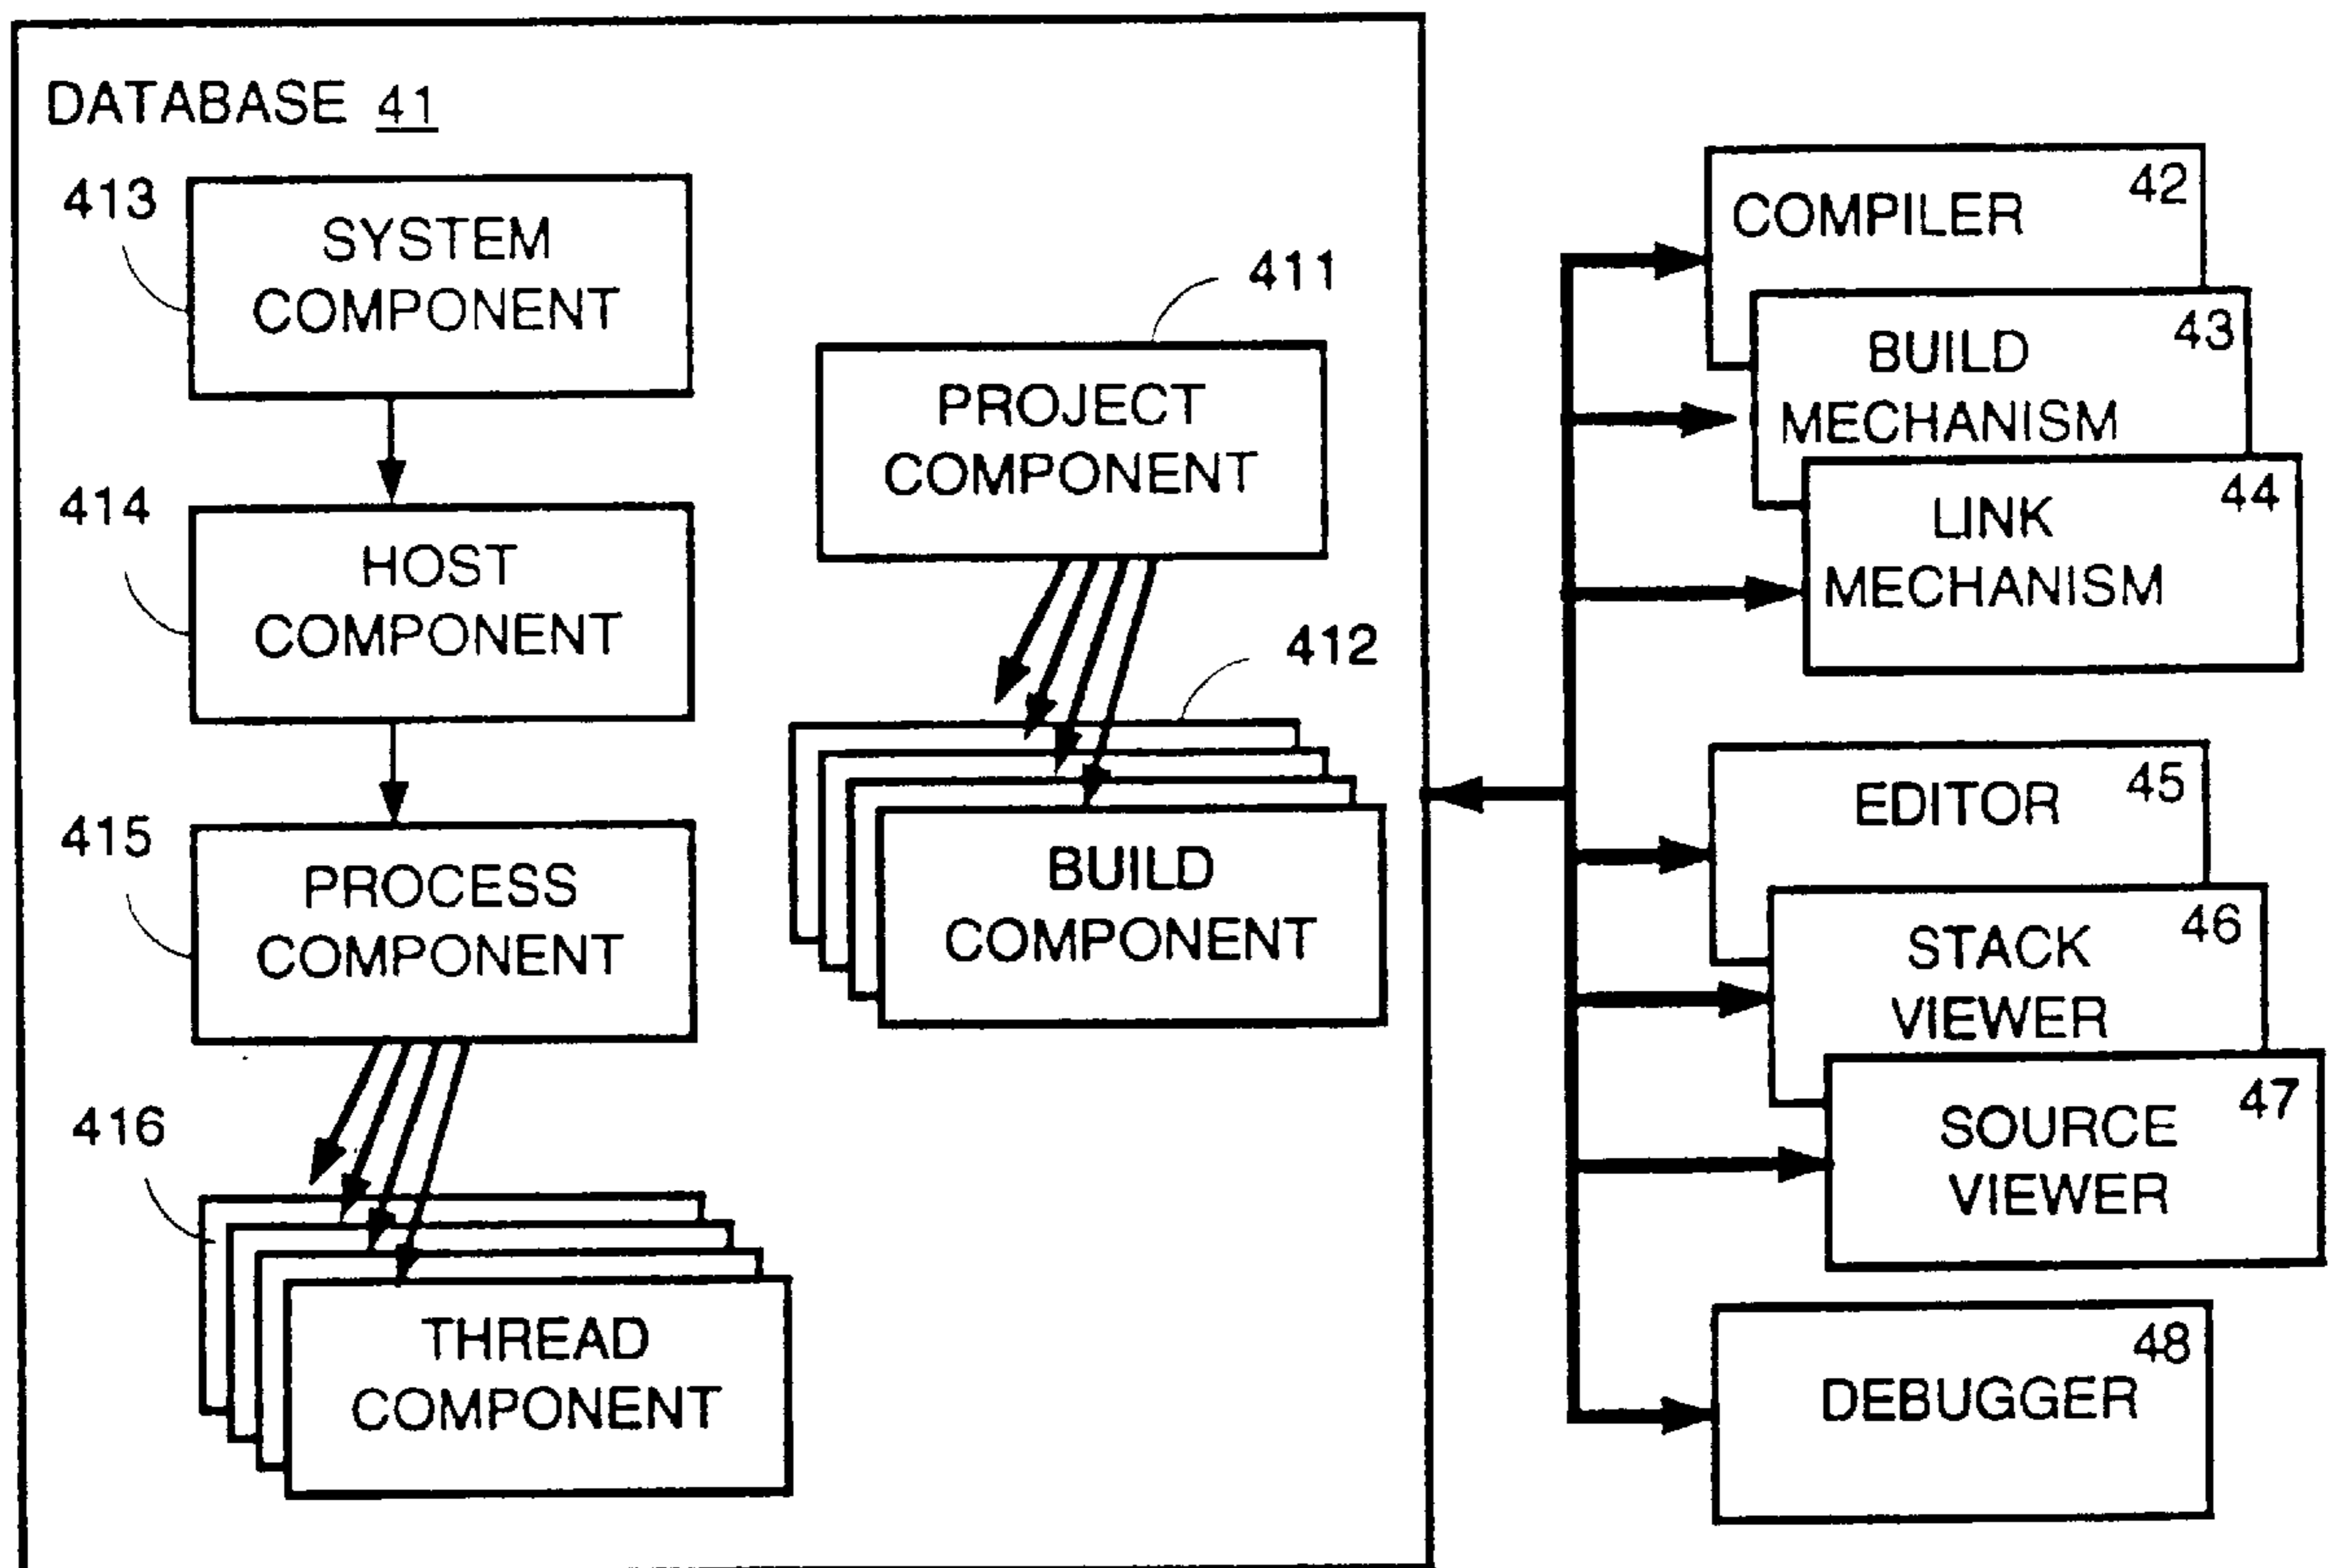 DATABASE 41
413
SYSTEM
COMPONENT
414
HOST
COMPONENT
415
PROCESS
COMPONENT
416
THREAD
COMPONENT
411
PROJECT
COMPONENT
412
BUILD
COMPONENT
42
COMPILER
43
BUILD
MECHANISM
44
LINK
MECHANISM
45
EDITOR
46
STACK
VIEWER
47
SOURCE
VIEWER
48
DEBUGGER